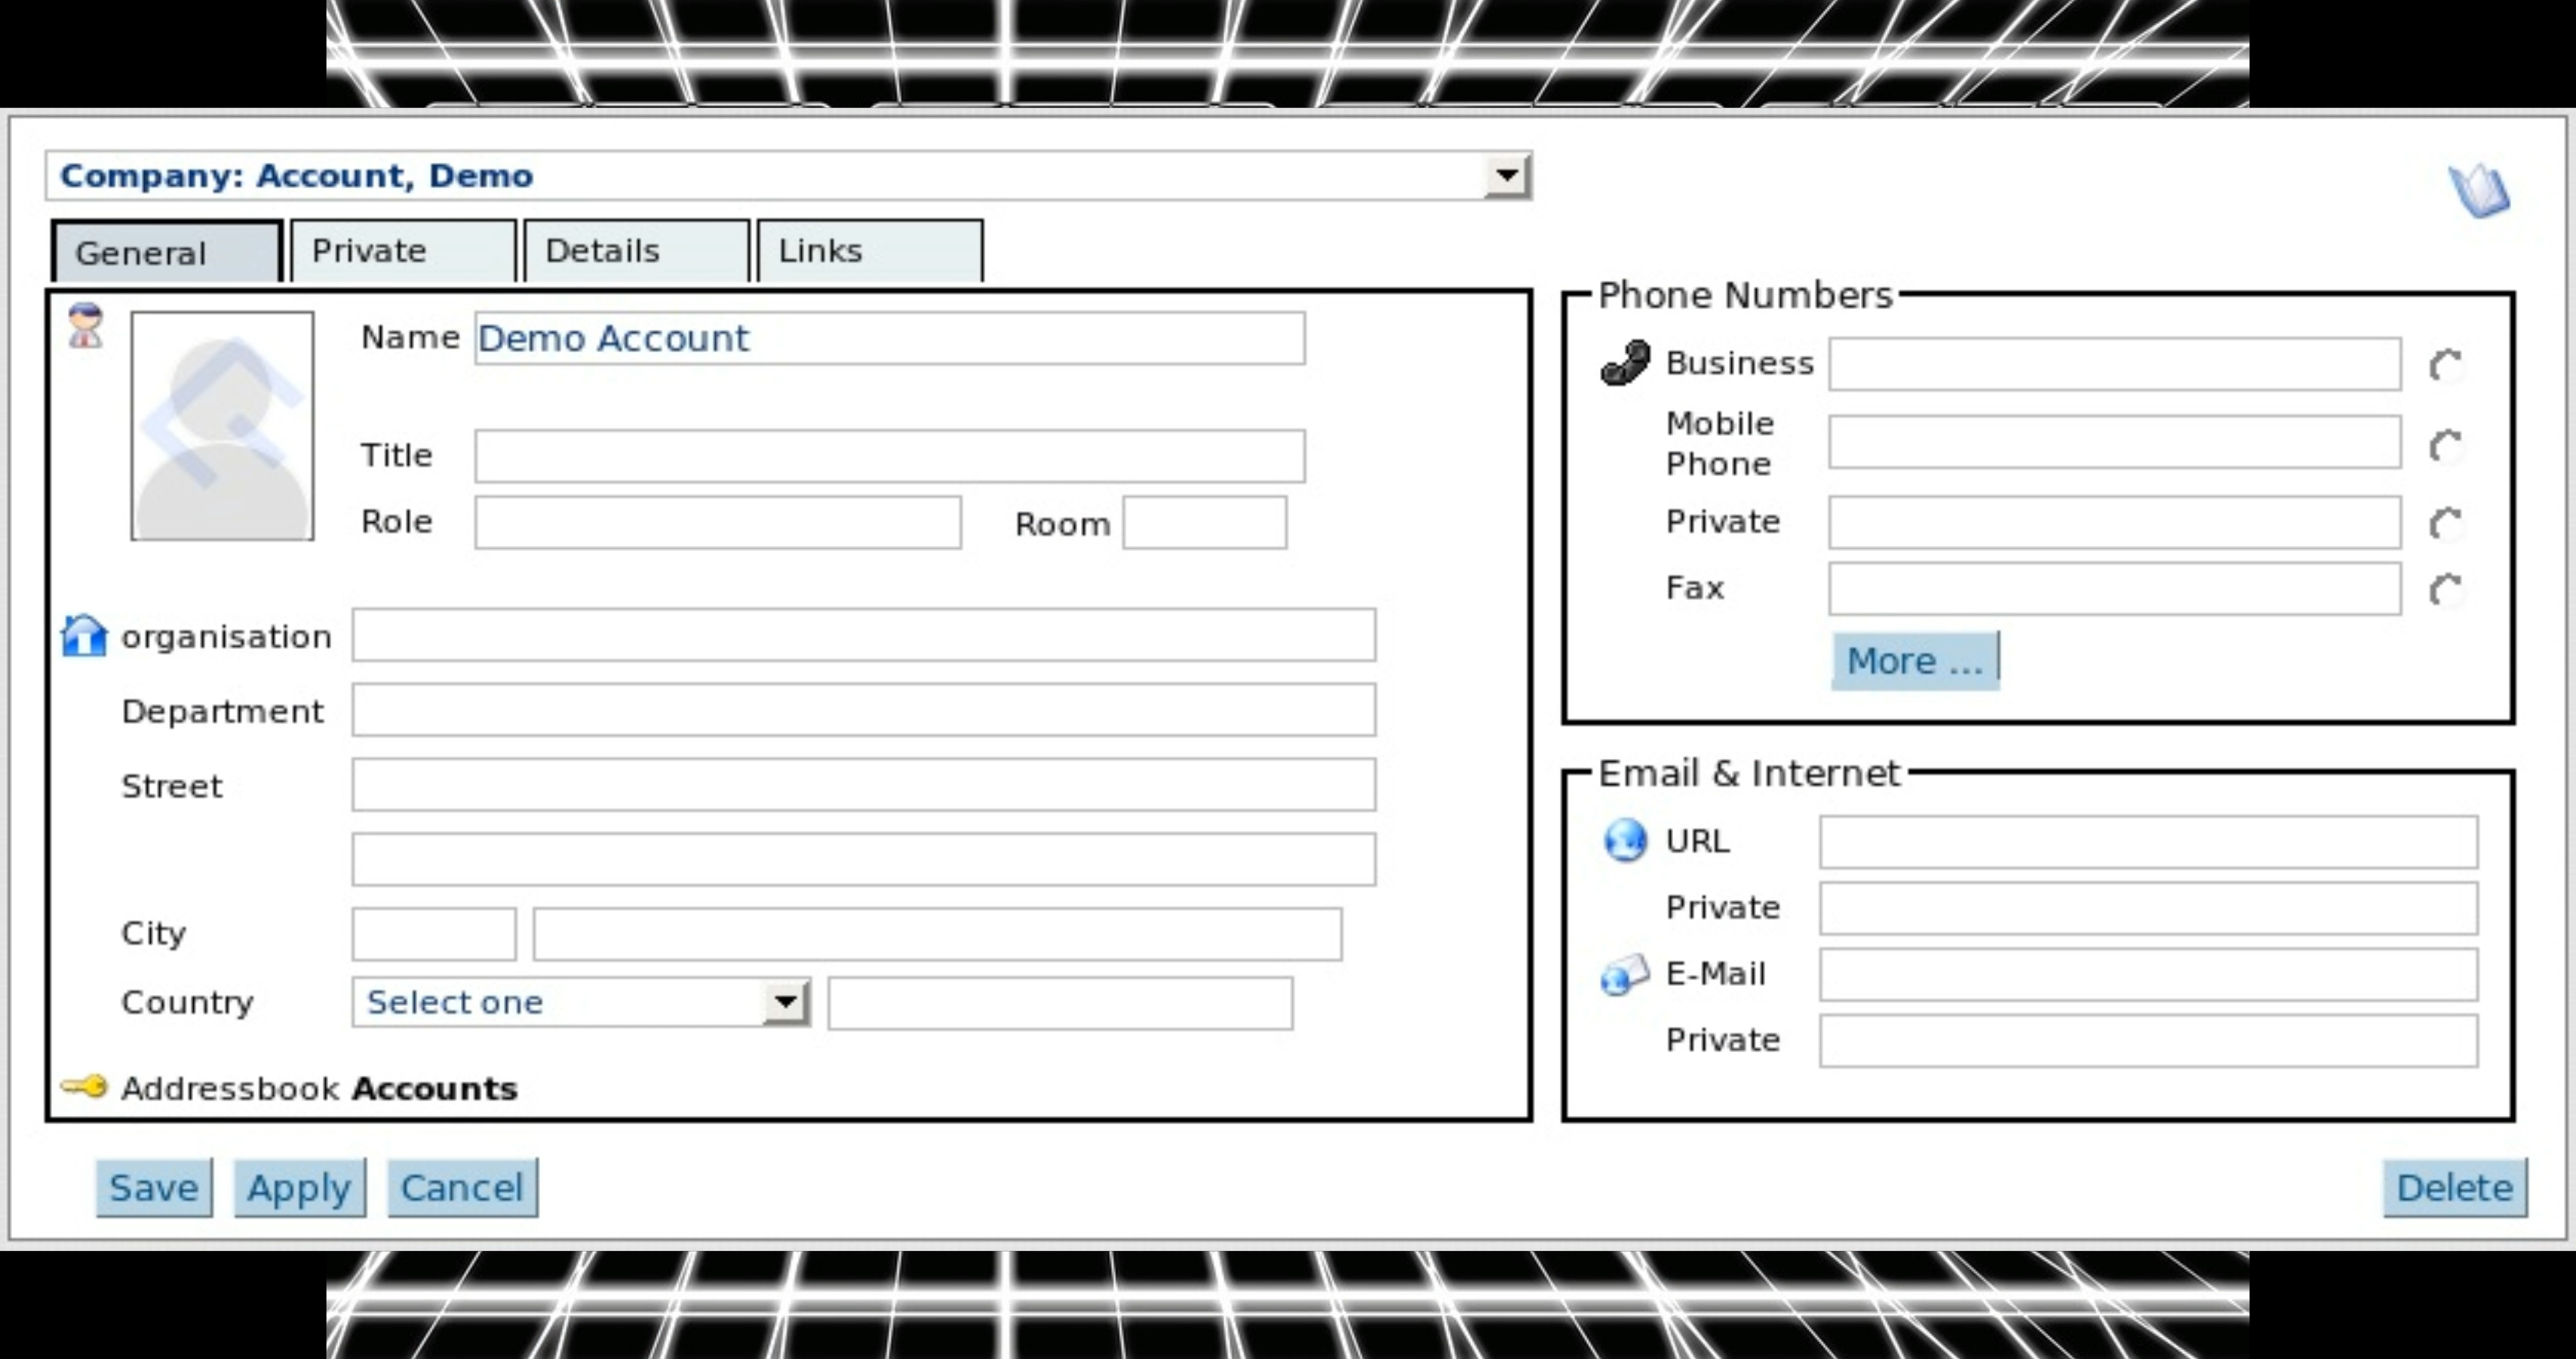 Company: Account, Demo
General Private Details Links
Name Demo Account
Title
Role Room
organisation
Department
Street
City
Country Select one
Addressbook Accounts
Phone Numbers
Business
Mobile
Phone
Private
Fax
More ...
Email & Internet
URL
Private
E-Mail
Private
Save Apply Cancel Delete